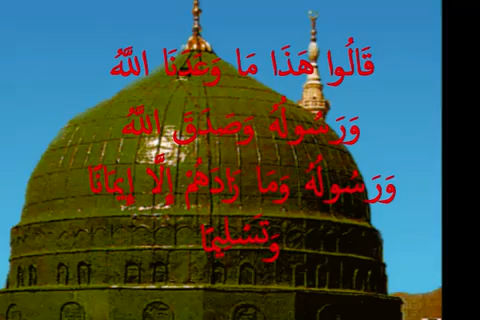 قَالُوا هَذَا مَا وَعَدَنَا اللَّهُ
وَرَسُولُهُ وَصَدَقَ اللَّهُ
وَرَسُولُهُ وَمَا زَادَهُمْ إِلَّا إِيمَانًا
وَتَسْلِيمًا